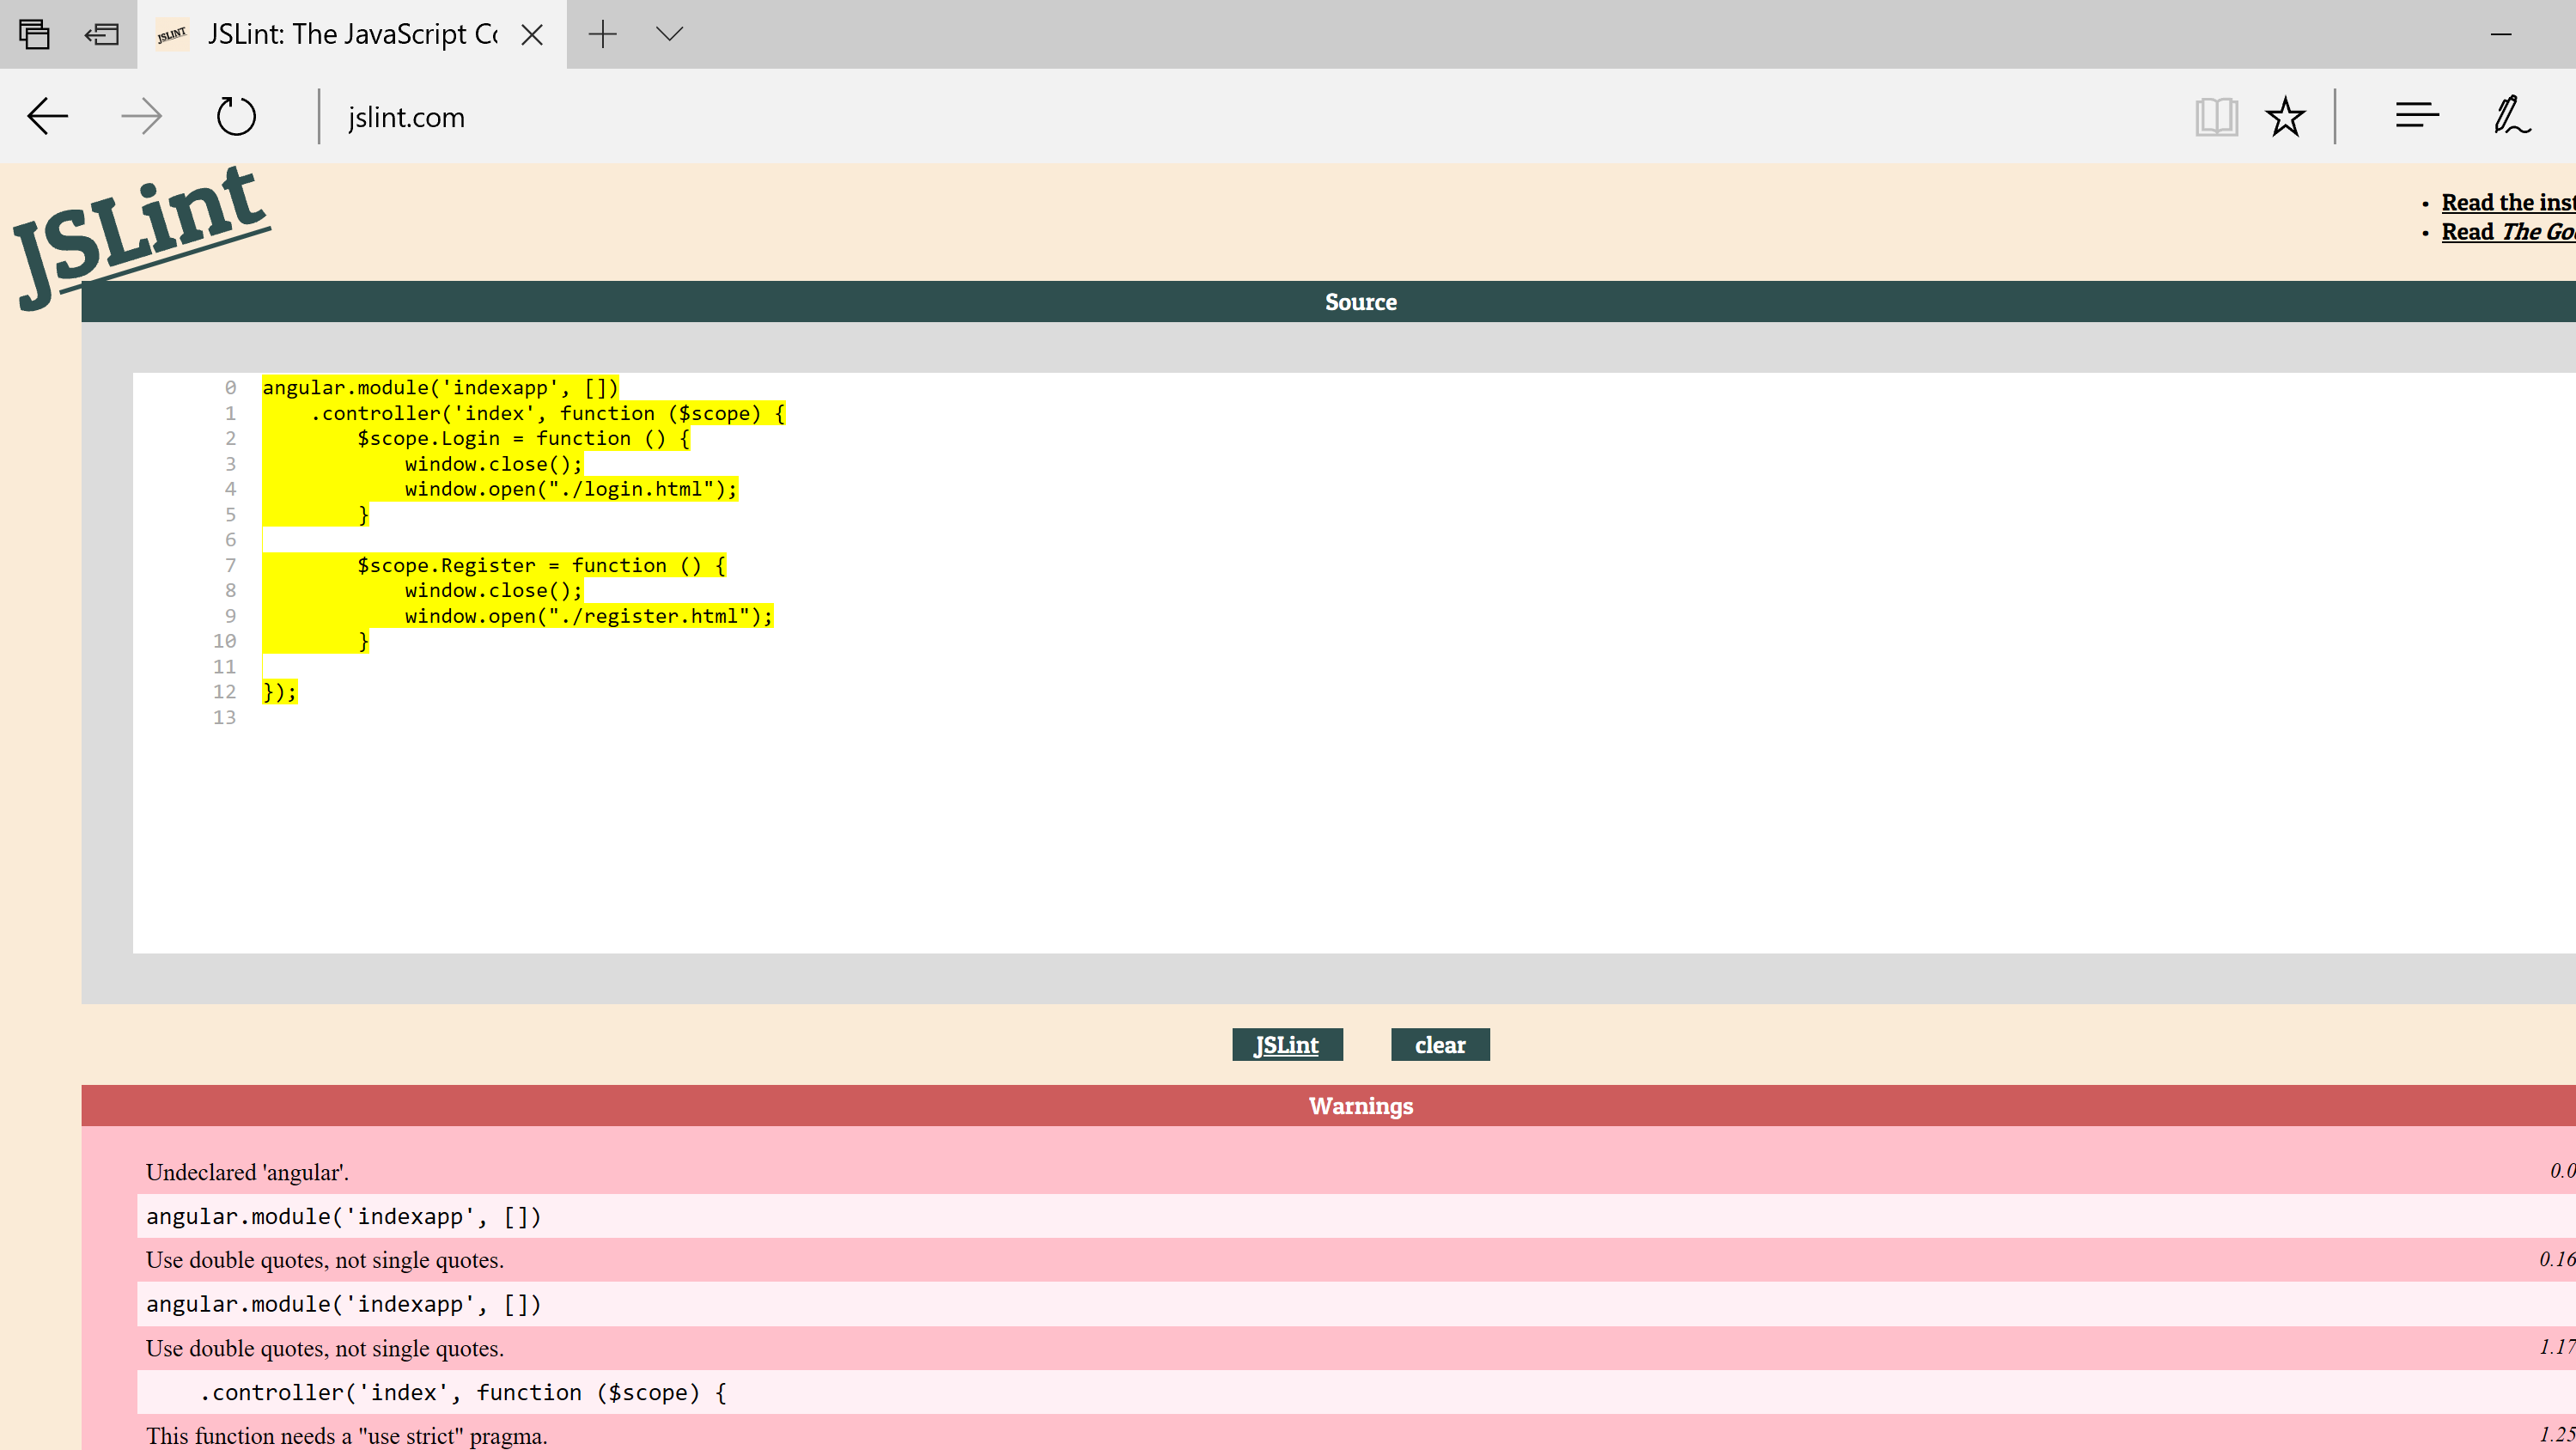 JSLINT JSLint: The JavaScript Co
jslint.com
JSLint
• Read the inst
• Read The Goo
Source
0 angular.module('indexapp', [])
1     .controller('index', function ($scope) {
2         $scope.Login = function () {
3             window.close();
4             window.open("./login.html");
5         }
6
7         $scope.Register = function () {
8             window.close();
9             window.open("./register.html");
10         }
11
12 });
13
JSLint clear
Warnings
Undeclared 'angular'. 0.0
angular.module('indexapp', [])
Use double quotes, not single quotes. 0.16
angular.module('indexapp', [])
Use double quotes, not single quotes. 1.17
    .controller('index', function ($scope) {
This function needs a "use strict" pragma. 1.25